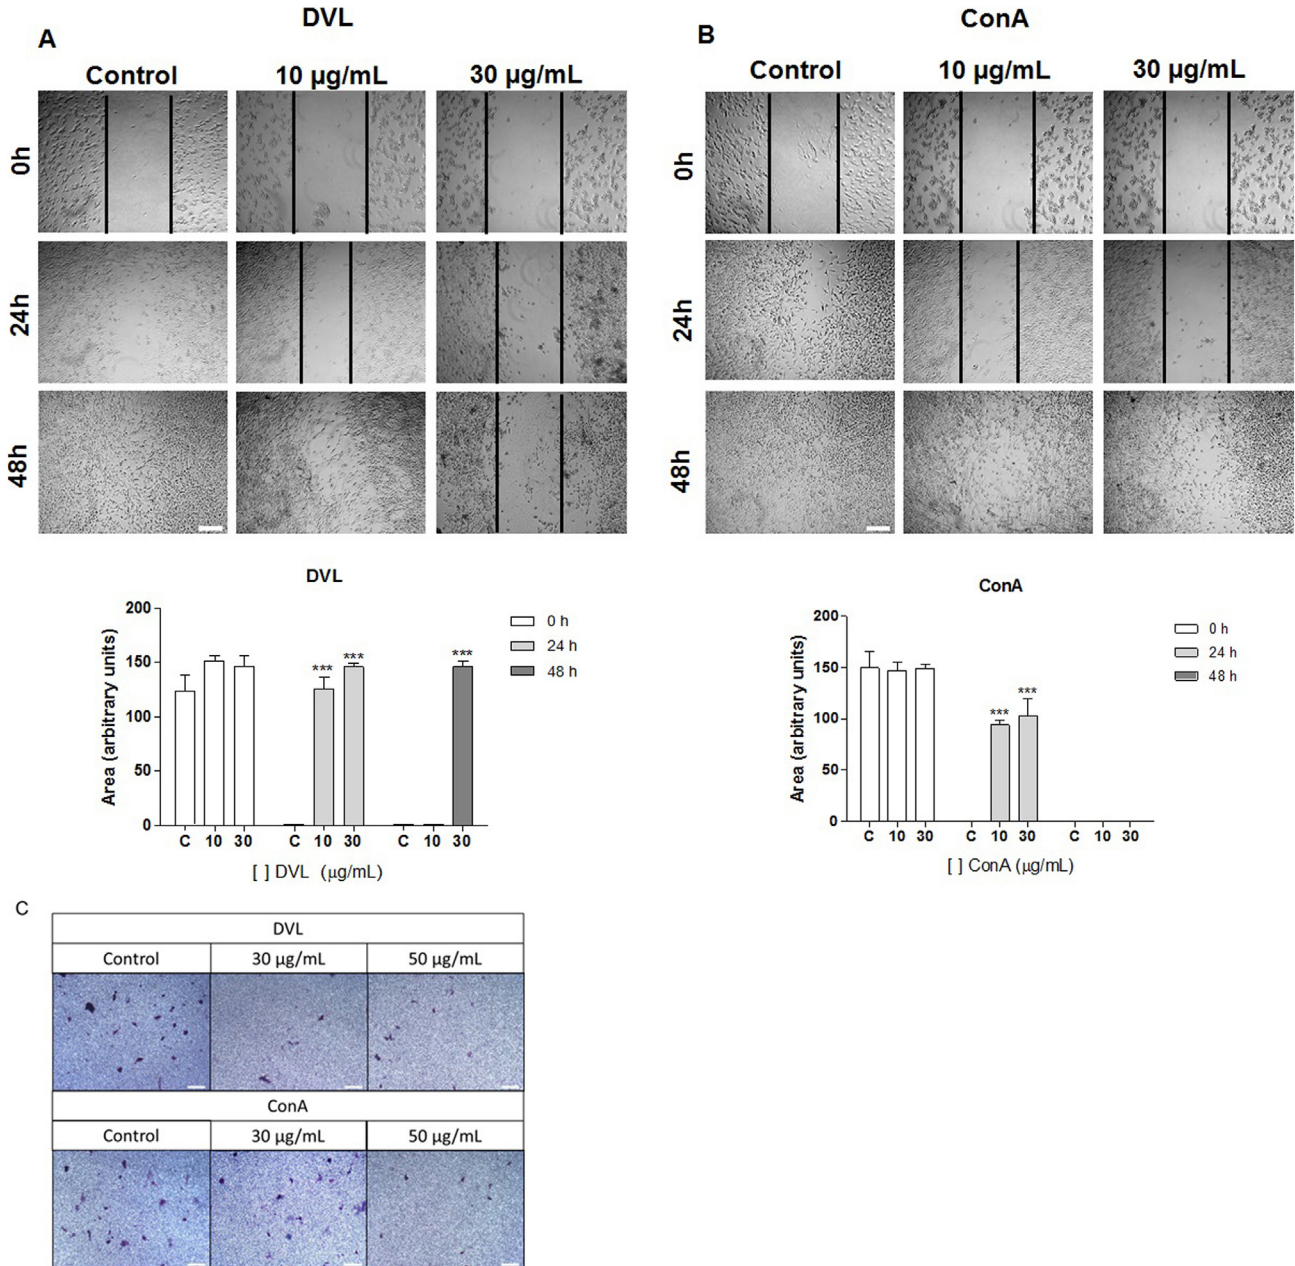 DVL
A
Control 10 µg/mL 30 µg/mL
0h
24h
48h
ConA
B
Control 10 µg/mL 30 µg/mL
0h
24h
48h
DVL
Area (arbitrary units)
200
150
100
50
0
*** *** ***
C 10 30 C 10 30 C 10 30
[ ] DVL (µg/mL)
0 h
24 h
48 h
ConA
Area (arbitrary units)
200
150
100
50
0
*** ***
C 10 30 C 10 30 C 10 30
[ ] ConA (µg/mL)
0 h
24 h
48 h
C
DVL
Control 30 µg/mL 50 µg/mL
ConA
Control 30 µg/mL 50 µg/mL